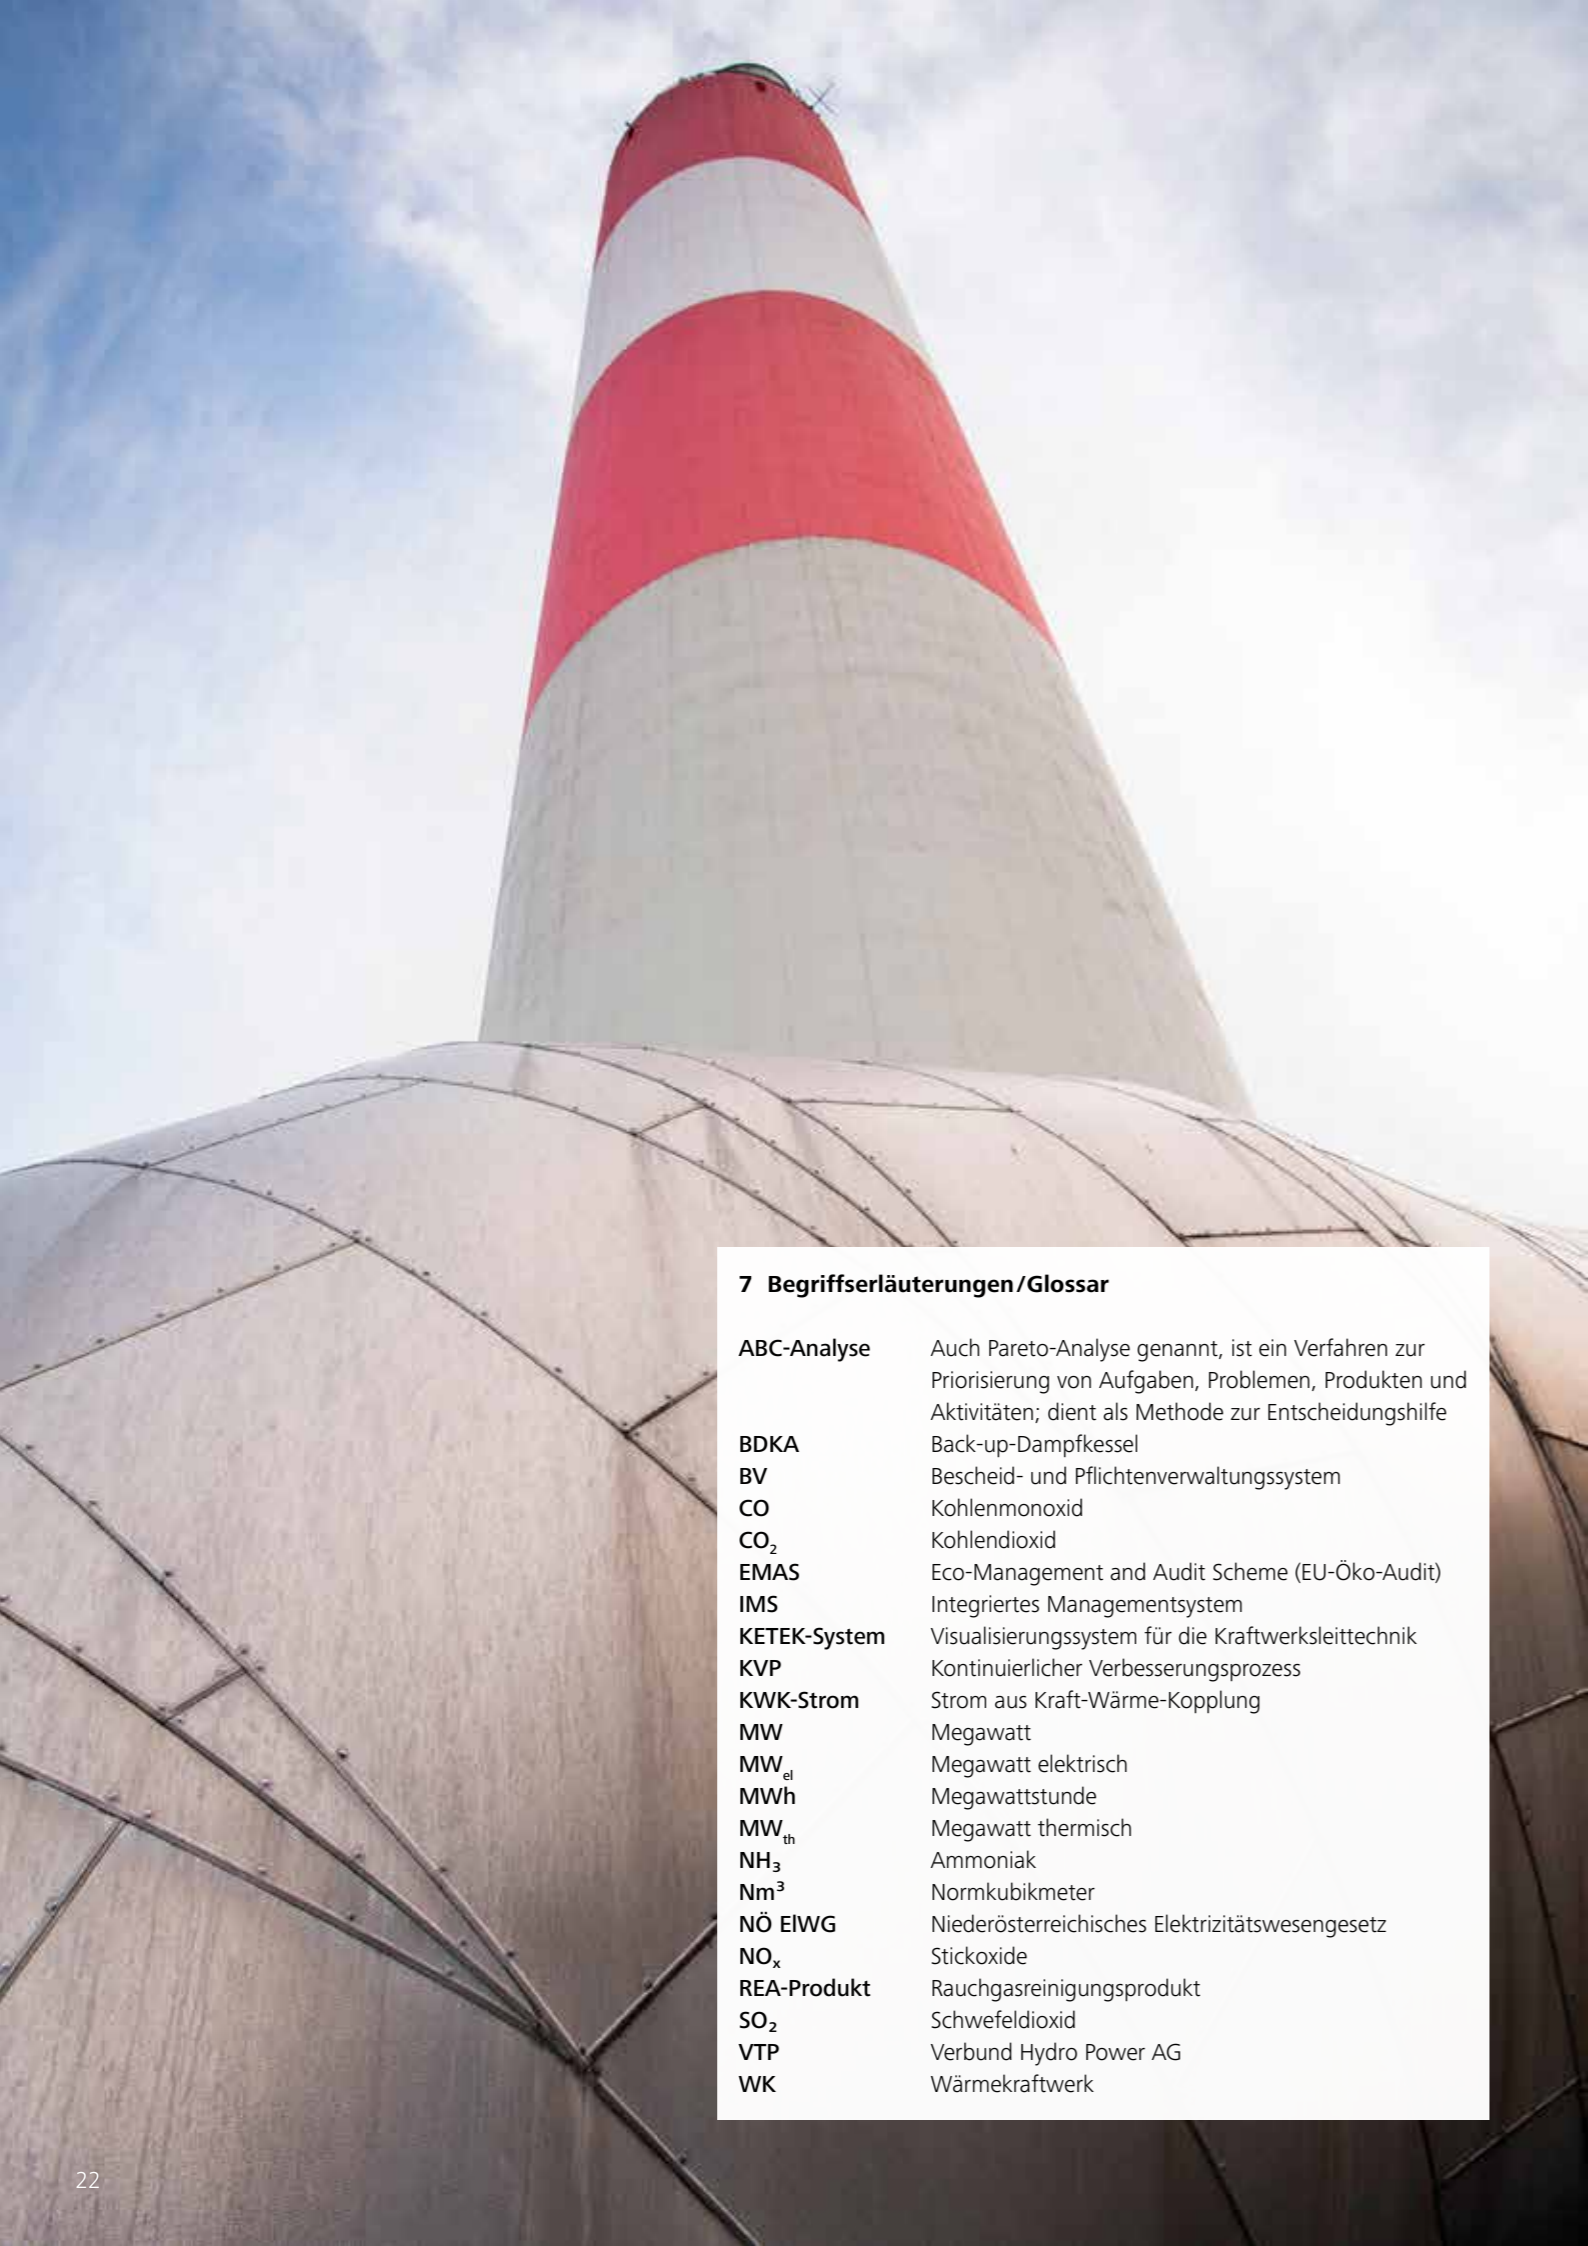 7 Begriffserläuterungen/Glossar
ABC-Analyse Auch Pareto-Analyse genannt, ist ein Verfahren zur
Priorisierung von Aufgaben, Problemen, Produkten und
Aktivitäten; dient als Methode zur Entscheidungshilfe
BDKA Back-up-Dampfkessel
BV Bescheid- und Pflichtenverwaltungssystem
CO Kohlenmonoxid
CO₂ Kohlendioxid
EMAS Eco-Management and Audit Scheme (EU-Öko-Audit)
IMS Integriertes Managementsystem
KETEK-System Visualisierungssystem für die Kraftwerksleittechnik
KVP Kontinuierlicher Verbesserungsprozess
KWK-Strom Strom aus Kraft-Wärme-Kopplung
MW Megawatt
MWel Megawatt elektrisch
MWh Megawattstunde
MWth Megawatt thermisch
NH₃ Ammoniak
Nm³ Normkubikmeter
NÖ ElWG Niederösterreichisches Elektrizitätswesengesetz
NOx Stickoxide
REA-Produkt Rauchgasreinigungsprodukt
SO₂ Schwefeldioxid
VTP Verbund Hydro Power AG
WK Wärmekraftwerk
22